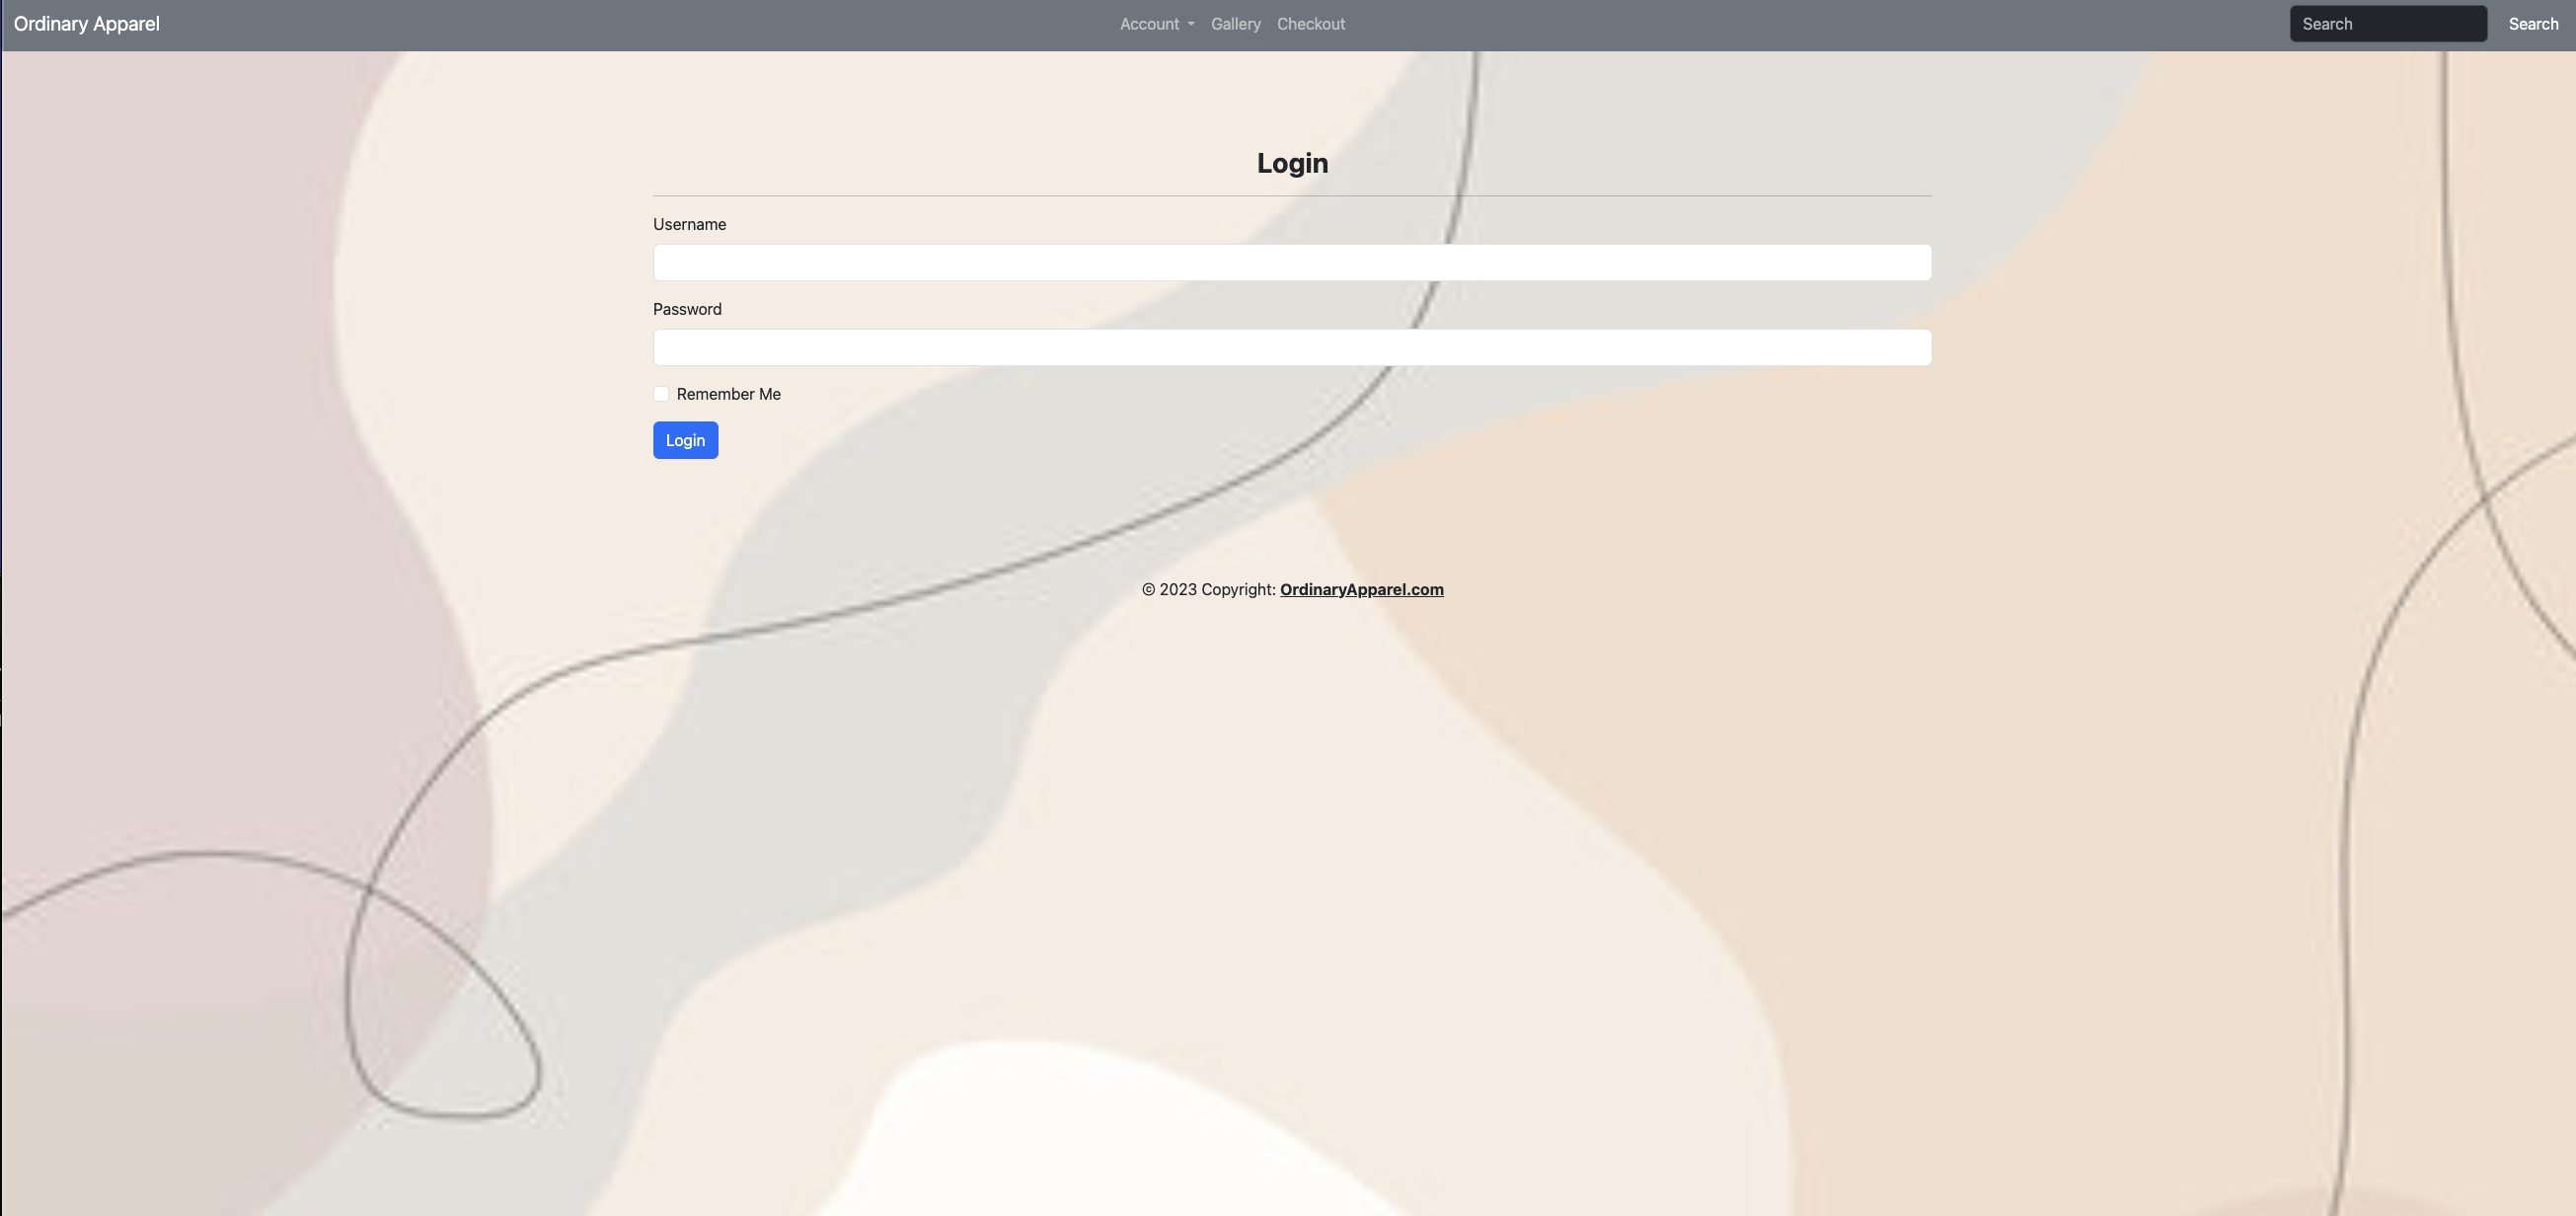 Ordinary Apparel Account Gallery Checkout Search Search
Login
Username
Password
Remember Me
Login
© 2023 Copyright: OrdinaryApparel.com